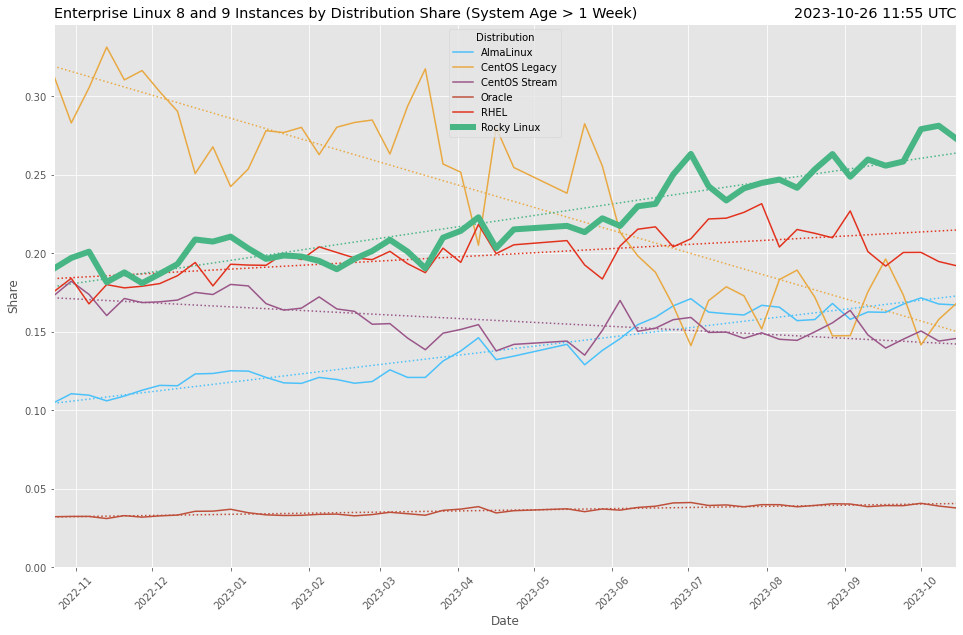 Enterprise Linux 8 and 9 Instances by Distribution Share (System Age > 1 Week)
2023-10-26 11:55 UTC
Distribution
AlmaLinux
CentOS Legacy
CentOS Stream
Oracle
RHEL
Rocky Linux
Share
0.30
0.25
0.20
0.15
0.10
0.05
0.00
2022-11
2022-12
2023-01
2023-02
2023-03
2023-04
2023-05
2023-06
2023-07
2023-08
2023-09
2023-10
Date